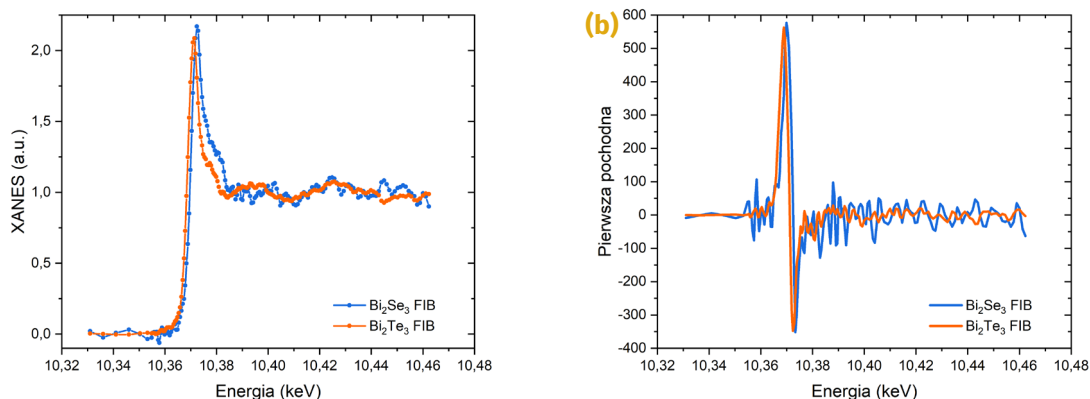 XANES (a.u.)
2,0
1,5
1,0
0,5
0,0
Bi₂Se₃ FIB
Bi₂Te₃ FIB
10,32 10,34 10,36 10,38 10,40 10,42 10,44 10,46 10,48
Energia (keV)
(b)
Pierwsza pochodna
600
500
400
300
200
100
0
-100
-200
-300
-400
Bi₂Se₃ FIB
Bi₂Te₃ FIB
10,32 10,34 10,36 10,38 10,40 10,42 10,44 10,46 10,48
Energia (keV)